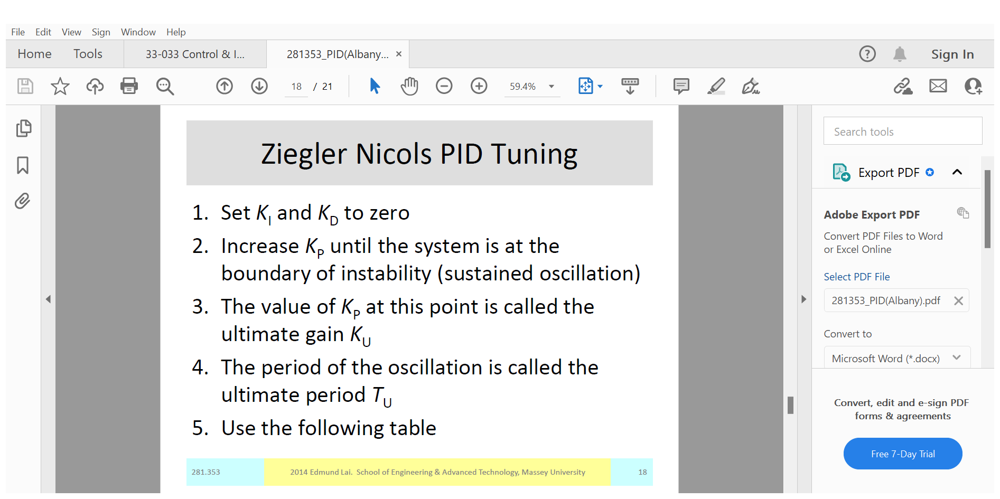 File Edit View Sign Window Help
Home Tools 33-033 Control & I... 281353_PID(Albany... × ? Sign In
18 / 21 59.4%
Search tools
Ziegler Nicols PID Tuning
Export PDF
1. Set KI and KD to zero
2. Increase KP until the system is at the
boundary of instability (sustained oscillation)
3. The value of KP at this point is called the
ultimate gain KU
4. The period of the oscillation is called the
ultimate period TU
5. Use the following table
281.353 2014 Edmund Lai. School of Engineering & Advanced Technology, Massey University 18
Adobe Export PDF
Convert PDF Files to Word
or Excel Online
Select PDF File
281353_PID(Albany).pdf
Convert to
Microsoft Word (*.docx)
Convert, edit and e-sign PDF
forms & agreements
Free 7-Day Trial